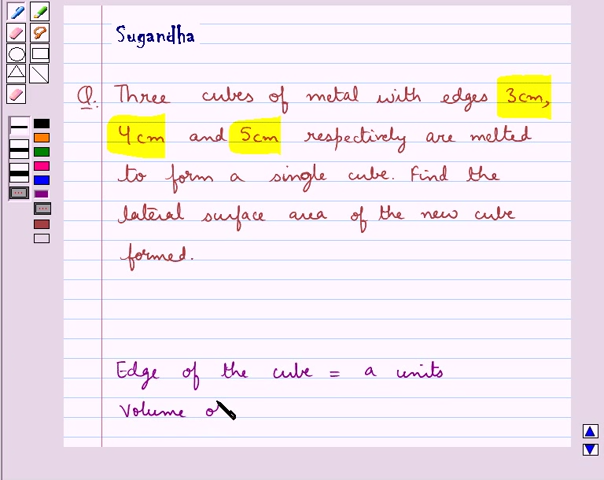 Sugandha
Q. Three cubes of metal with edges 3cm,
4cm and 5cm respectively are melted
to form a single cube. Find the
lateral surface area of the new cube
formed.
Edge of the cube = a units
Volume o